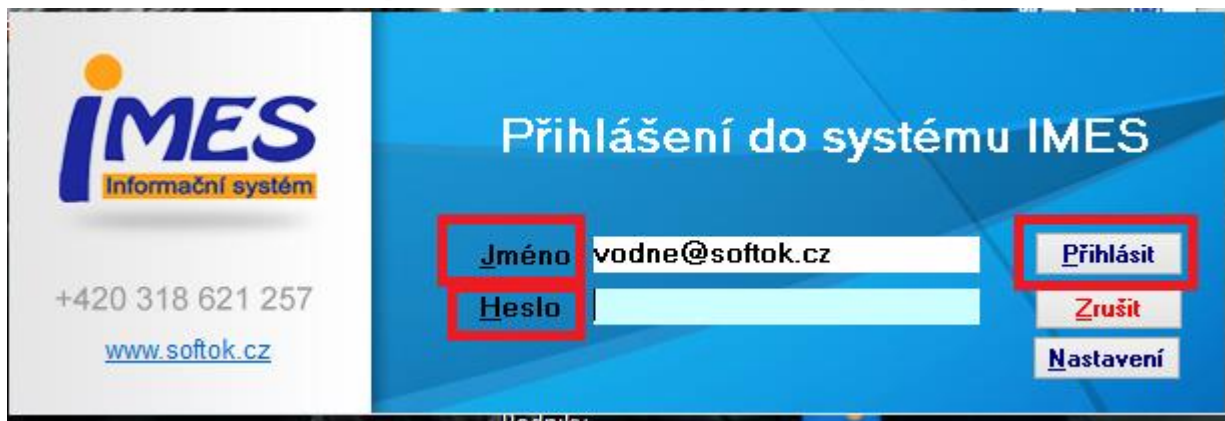 iMES
Informační systém
+420 318 621 257
www.softok.cz
Přihlášení do systému IMES
Jméno vodne@softok.cz
Heslo
Přihlásit
Zrušit
Nastavení